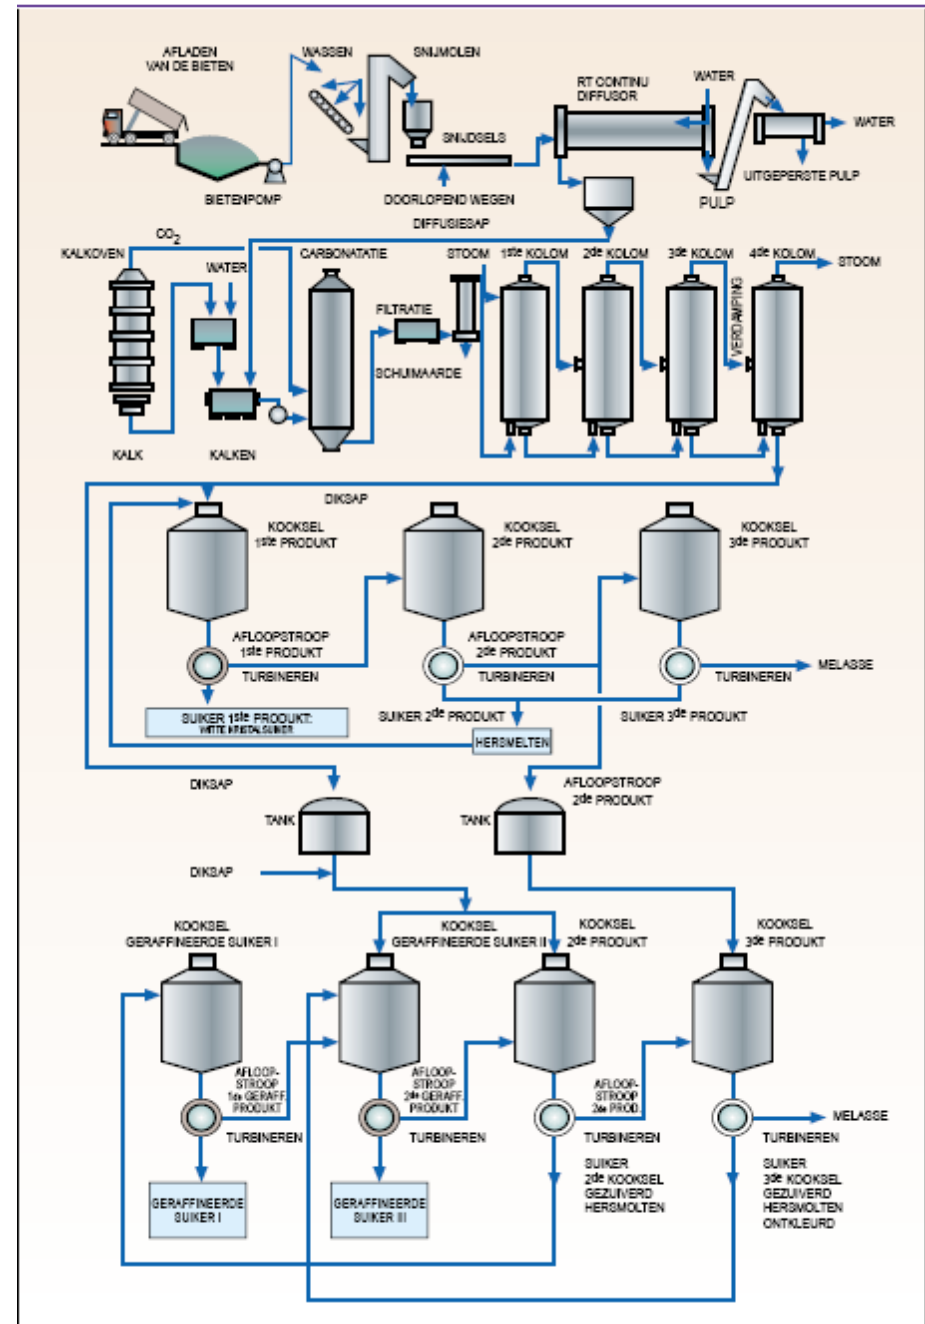 AFLADEN
VAN DE BIETEN
WASSEN
SNIJMOLEN
RT CONTINU
DIFFUSOR
WATER
WATER
SNIJDSELS
UITGEPERSTE PULP
BIETENPOMP
DOORLOPEND WEGEN
PULP
DIFFUSIESAP
CO2
KALKOVEN
WATER
CARBONATATIE
STOOM
1ste KOLOM
2de KOLOM
3de KOLOM
4de KOLOM
STOOM
VERDAMPING
FILTRATIE
SCHUIMAARDE
KALK
KALKEN
DIKSAP
KOOKSEL
1ste PRODUKT
KOOKSEL
2de PRODUKT
KOOKSEL
3de PRODUKT
AFLOOPSTROOP
1ste PRODUKT
TURBINEREN
AFLOOPSTROOP
2de PRODUKT
TURBINEREN
TURBINEREN
MELASSE
SUIKER 1ste PRODUKT:
WITTE KRISTALSUIKER
SUIKER 2de PRODUKT
SUIKER 3de PRODUKT
HERSMELTEN
DIKSAP
AFLOOPSTROOP
2de PRODUKT
TANK
TANK
DIKSAP
KOOKSEL
GERAFFINEERDE SUIKER I
KOOKSEL
GERAFFINEERDE SUIKER II
KOOKSEL
2de PRODUKT
KOOKSEL
3de PRODUKT
AFLOOP-
STROOP
1de GERAFF.
PRODUKT
TURBINEREN
AFLOOP-
STROOP
2de GERAFF.
PRODUKT
TURBINEREN
AFLOOP-
STROOP
2de PROD.
TURBINEREN
MELASSE
TURBINEREN
GERAFFINEERDE
SUIKER I
GERAFFINEERDE
SUIKER III
SUIKER
2de KOOKSEL
GEZUIVERD
HERSMOLTEN
SUIKER
3de KOOKSEL
GEZUIVERD
HERSMOLTEN
ONTKLEURD